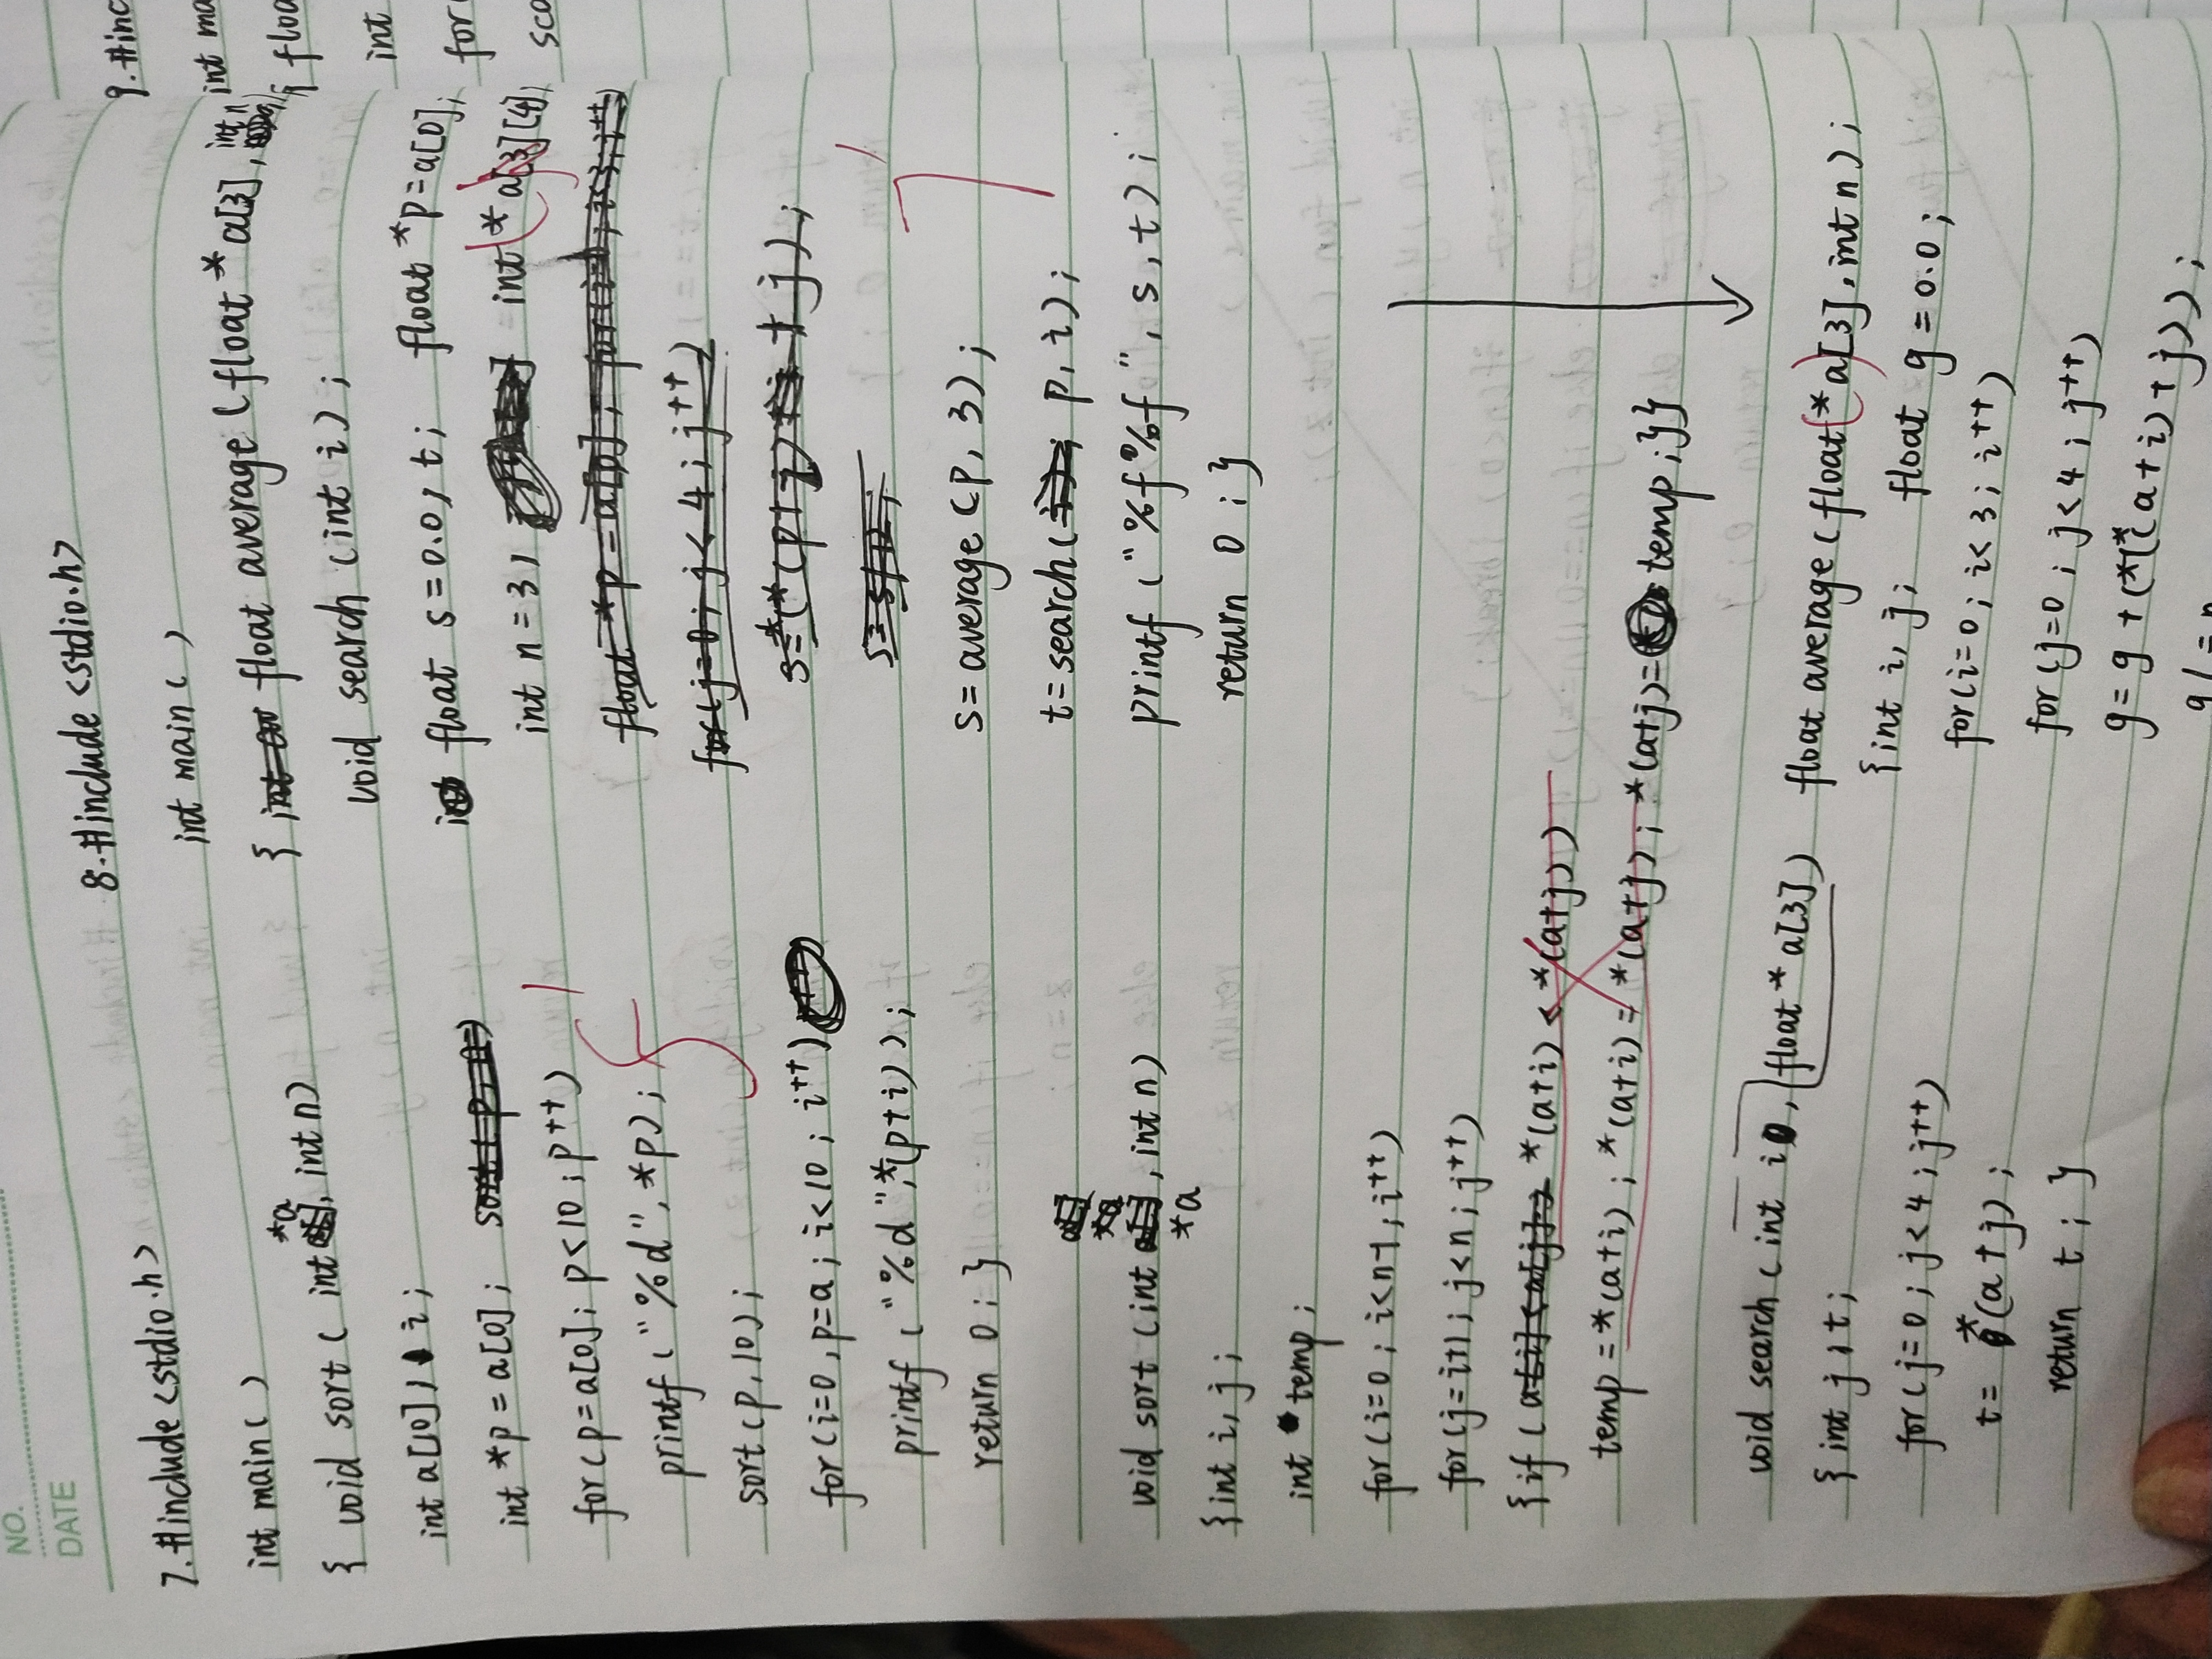 NO.
DATE
7.#include<stdio.h>
int main()
{ void sort ( int *a, int n)
int a[10], i;
int *p=a[0];
for(p=a[0]; p<10; p++)
printf("%d", *p);
sort(p,10);
for(i=0,p=a; i<10; i++)
printf("%d",*(p+i));
return 0;}
void sort (int *a, int n)
{int i,j;
int temp;
for(i=0; i<n-1; i++)
for(j=i+1; j<n; j++)
{if ( *(a+i) < *(a+j))
temp=*(a+i); *(a+i)=*(a+j); *(a+j)= temp;}}
void search (int i, float* a[3])
{int j,t;
for(j=0; j<4; j++)
t= *(a+j);
return t;}
8.#include<stdio.h>
int main()
{ float average(float* a[3], int n)
void search (int i);
float s=0.0, t; float *p=a[0];
int n=3, int *a[3][4],
s=average(p,3);
t=search( p, i);
printf("%f%f",s,t);
return 0;}
float average(float*a[3],int n);
{int i,j; float g=0.0;
for(i=0; i<3; i++)
for(j=0; j<4; j++)
g=g+(*(*(a+i)+j));
9.#inc
int ma
{ floa
int
for(
sco